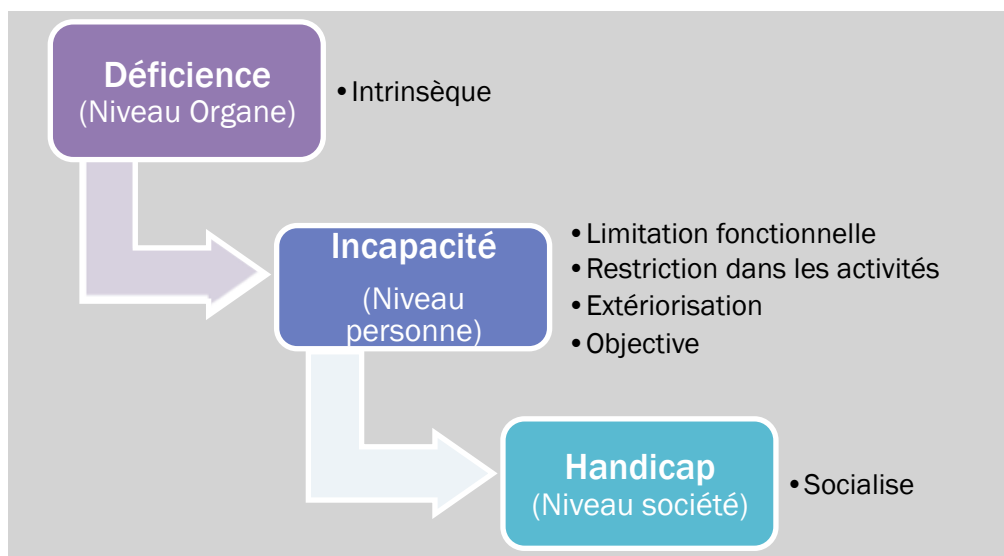 Déficience
(Niveau Organe)
• Intrinsèque
Incapacité
(Niveau
personne)
• Limitation fonctionnelle
• Restriction dans les activités
• Extériorisation
• Objective
Handicap
(Niveau société)
• Socialise